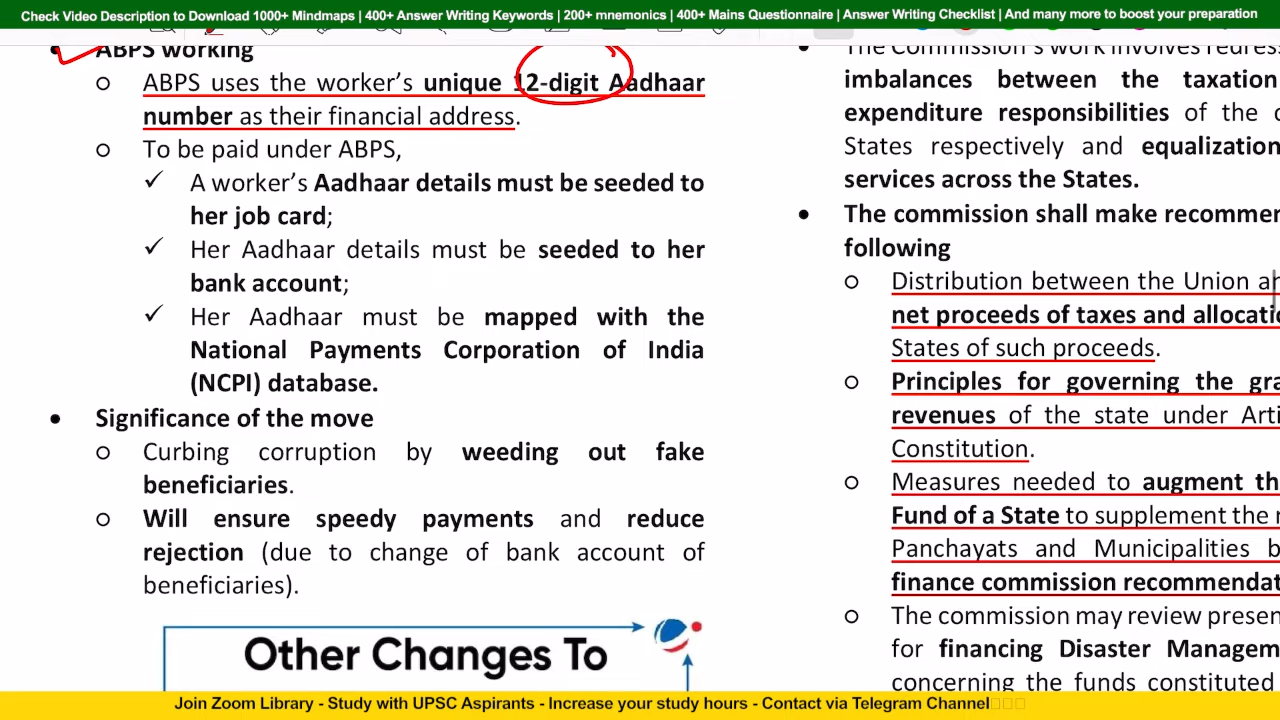 Check Video Description to Download 1000+ Mindmaps | 400+ Answer Writing Keywords | 200+ mnemonics | 400+ Mains Questionnaire | Answer Writing Checklist | And many more to boost your preparation
ABPS working
ABPS uses the worker's unique 12-digit Aadhaar
number as their financial address.
To be paid under ABPS,
A worker's Aadhaar details must be seeded to
her job card;
Her Aadhaar details must be seeded to her
bank account;
Her Aadhaar must be mapped with the
National Payments Corporation of India
(NCPI) database.
Significance of the move
Curbing corruption by weeding out fake
beneficiaries.
Will ensure speedy payments and reduce
rejection (due to change of bank account of
beneficiaries).
Other Changes To
The Commission's work involves
imbalances between the taxation
expenditure responsibilities of the
States respectively and equalization
services across the States.
The commission shall make
following
Distribution between the Union
net proceeds of taxes and
States of such proceeds.
Principles for governing the
revenues of the state under
Constitution.
Measures needed to augment
Fund of a State to supplement the
Panchayats and Municipalities
finance commission
The commission may review
for financing Disaster
concerning the funds constituted
Join Zoom Library - Study with UPSC Aspirants - Increase your study hours - Contact via Telegram Channel